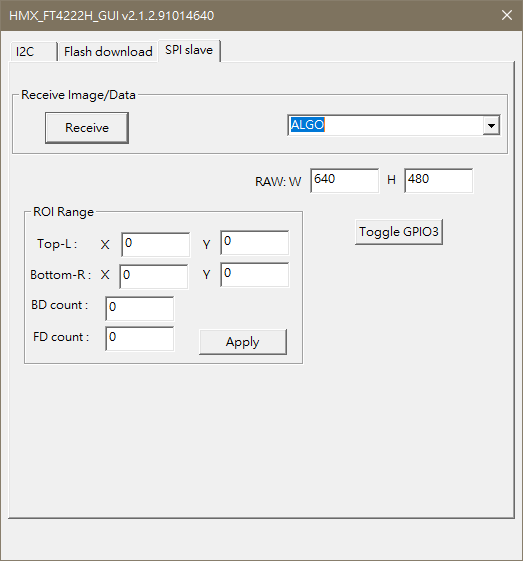 HMX_FT4222H_GUI v2.1.2.91014640
I2C Flash download SPI slave
Receive Image/Data
Receive ALGO
RAW: W 640 H 480
ROI Range
Top-L : X 0 Y 0
Toggle GPIO3
Bottom-R : X 0 Y 0
BD count : 0
FD count : 0
Apply